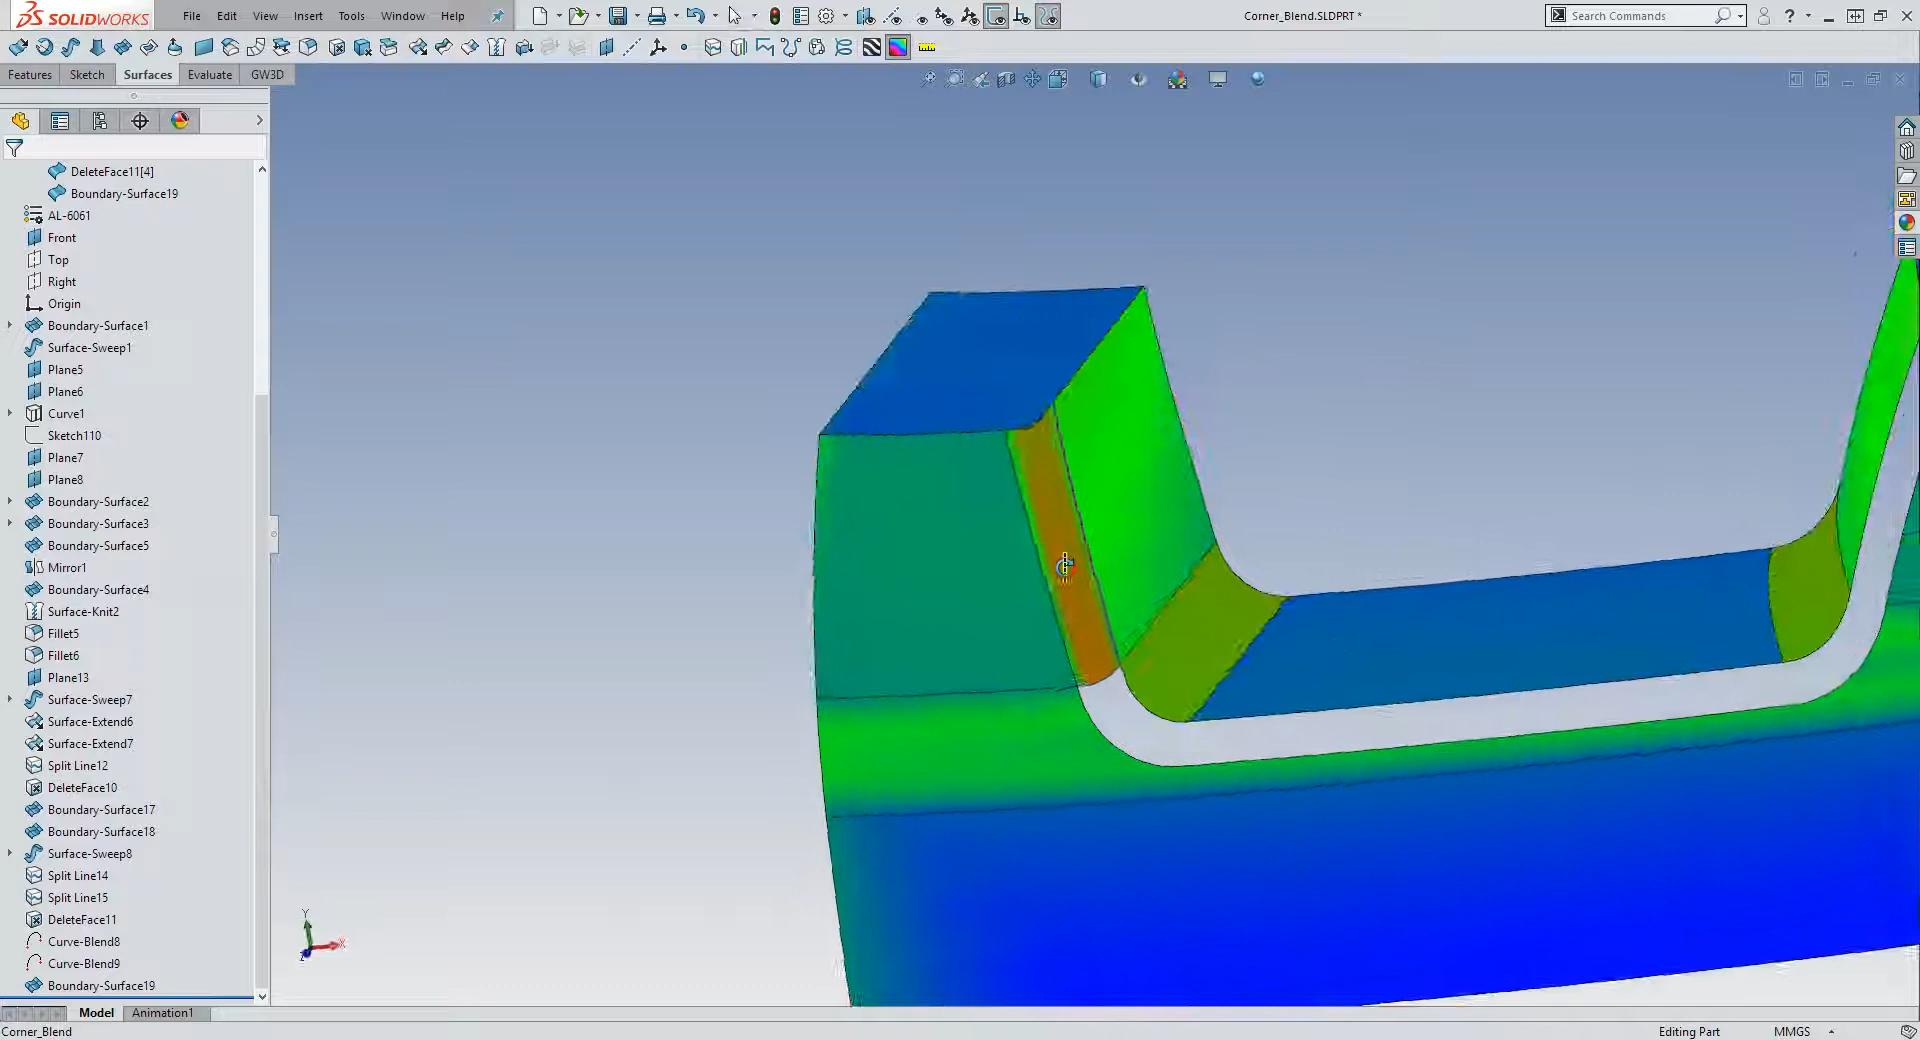 SOLIDWORKS
File Edit View Insert Tools Window Help
Corner_Blend.SLDPRT *
Search Commands
?
Features Sketch Surfaces Evaluate GW3D
DeleteFace11[4]
Boundary-Surface19
AL-6061
Front
Top
Right
Origin
Boundary-Surface1
Surface-Sweep1
Plane5
Plane6
Curve1
Sketch110
Plane7
Plane8
Boundary-Surface2
Boundary-Surface3
Boundary-Surface5
Mirror1
Boundary-Surface4
Surface-Knit2
Fillet5
Fillet6
Plane13
Surface-Sweep7
Surface-Extend6
Surface-Extend7
Split Line12
DeleteFace10
Boundary-Surface17
Boundary-Surface18
Surface-Sweep8
Split Line14
Split Line15
DeleteFace11
Curve-Blend8
Curve-Blend9
Boundary-Surface19
Y
X
Z
Model Animation1
Corner_Blend
Editing Part MMGS